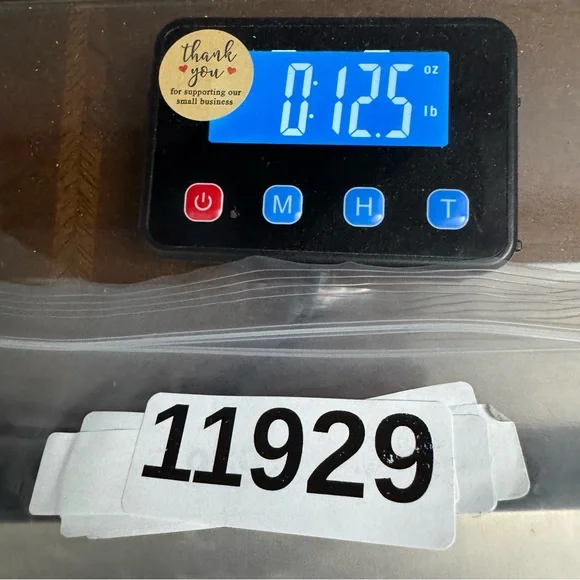 thank
you
for supporting our
small business
0:12.5
oz
lb
M H T
11929